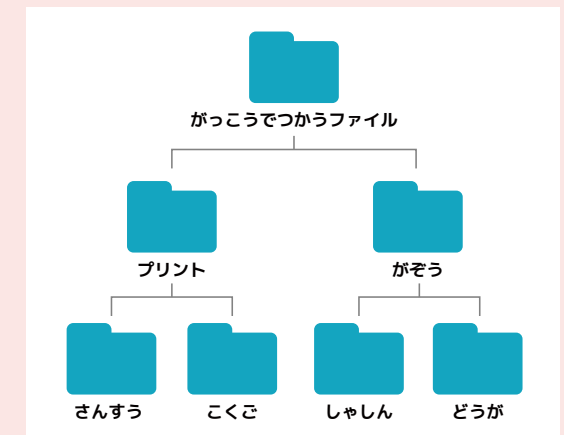 がっこうでつかうファイル
プリント
がぞう
さんすう
こくご
しゃしん
どうが